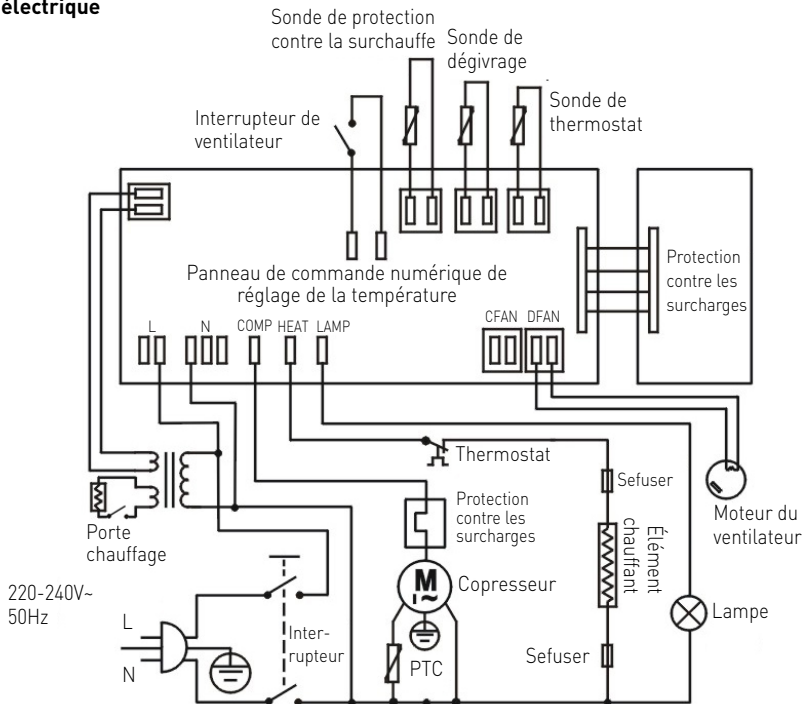 électrique
Sonde de protection
contre la surchauffe
Sonde de
dégivrage
Sonde de
thermostat
Interrupteur de
ventilateur
Panneau de commande numérique de
réglage de la température
Protection
contre les
surcharges
L
N
COMP
HEAT
LAMP
CFAN
DFAN
Thermostat
Sefuser
Protection
contre les
surcharges
Élément
chauffant
Moteur du
ventilateur
Porte
chauffage
M
~
Copresseur
220-240V~
50Hz
L
N
Inter-
rupteur
PTC
Sefuser
Lampe